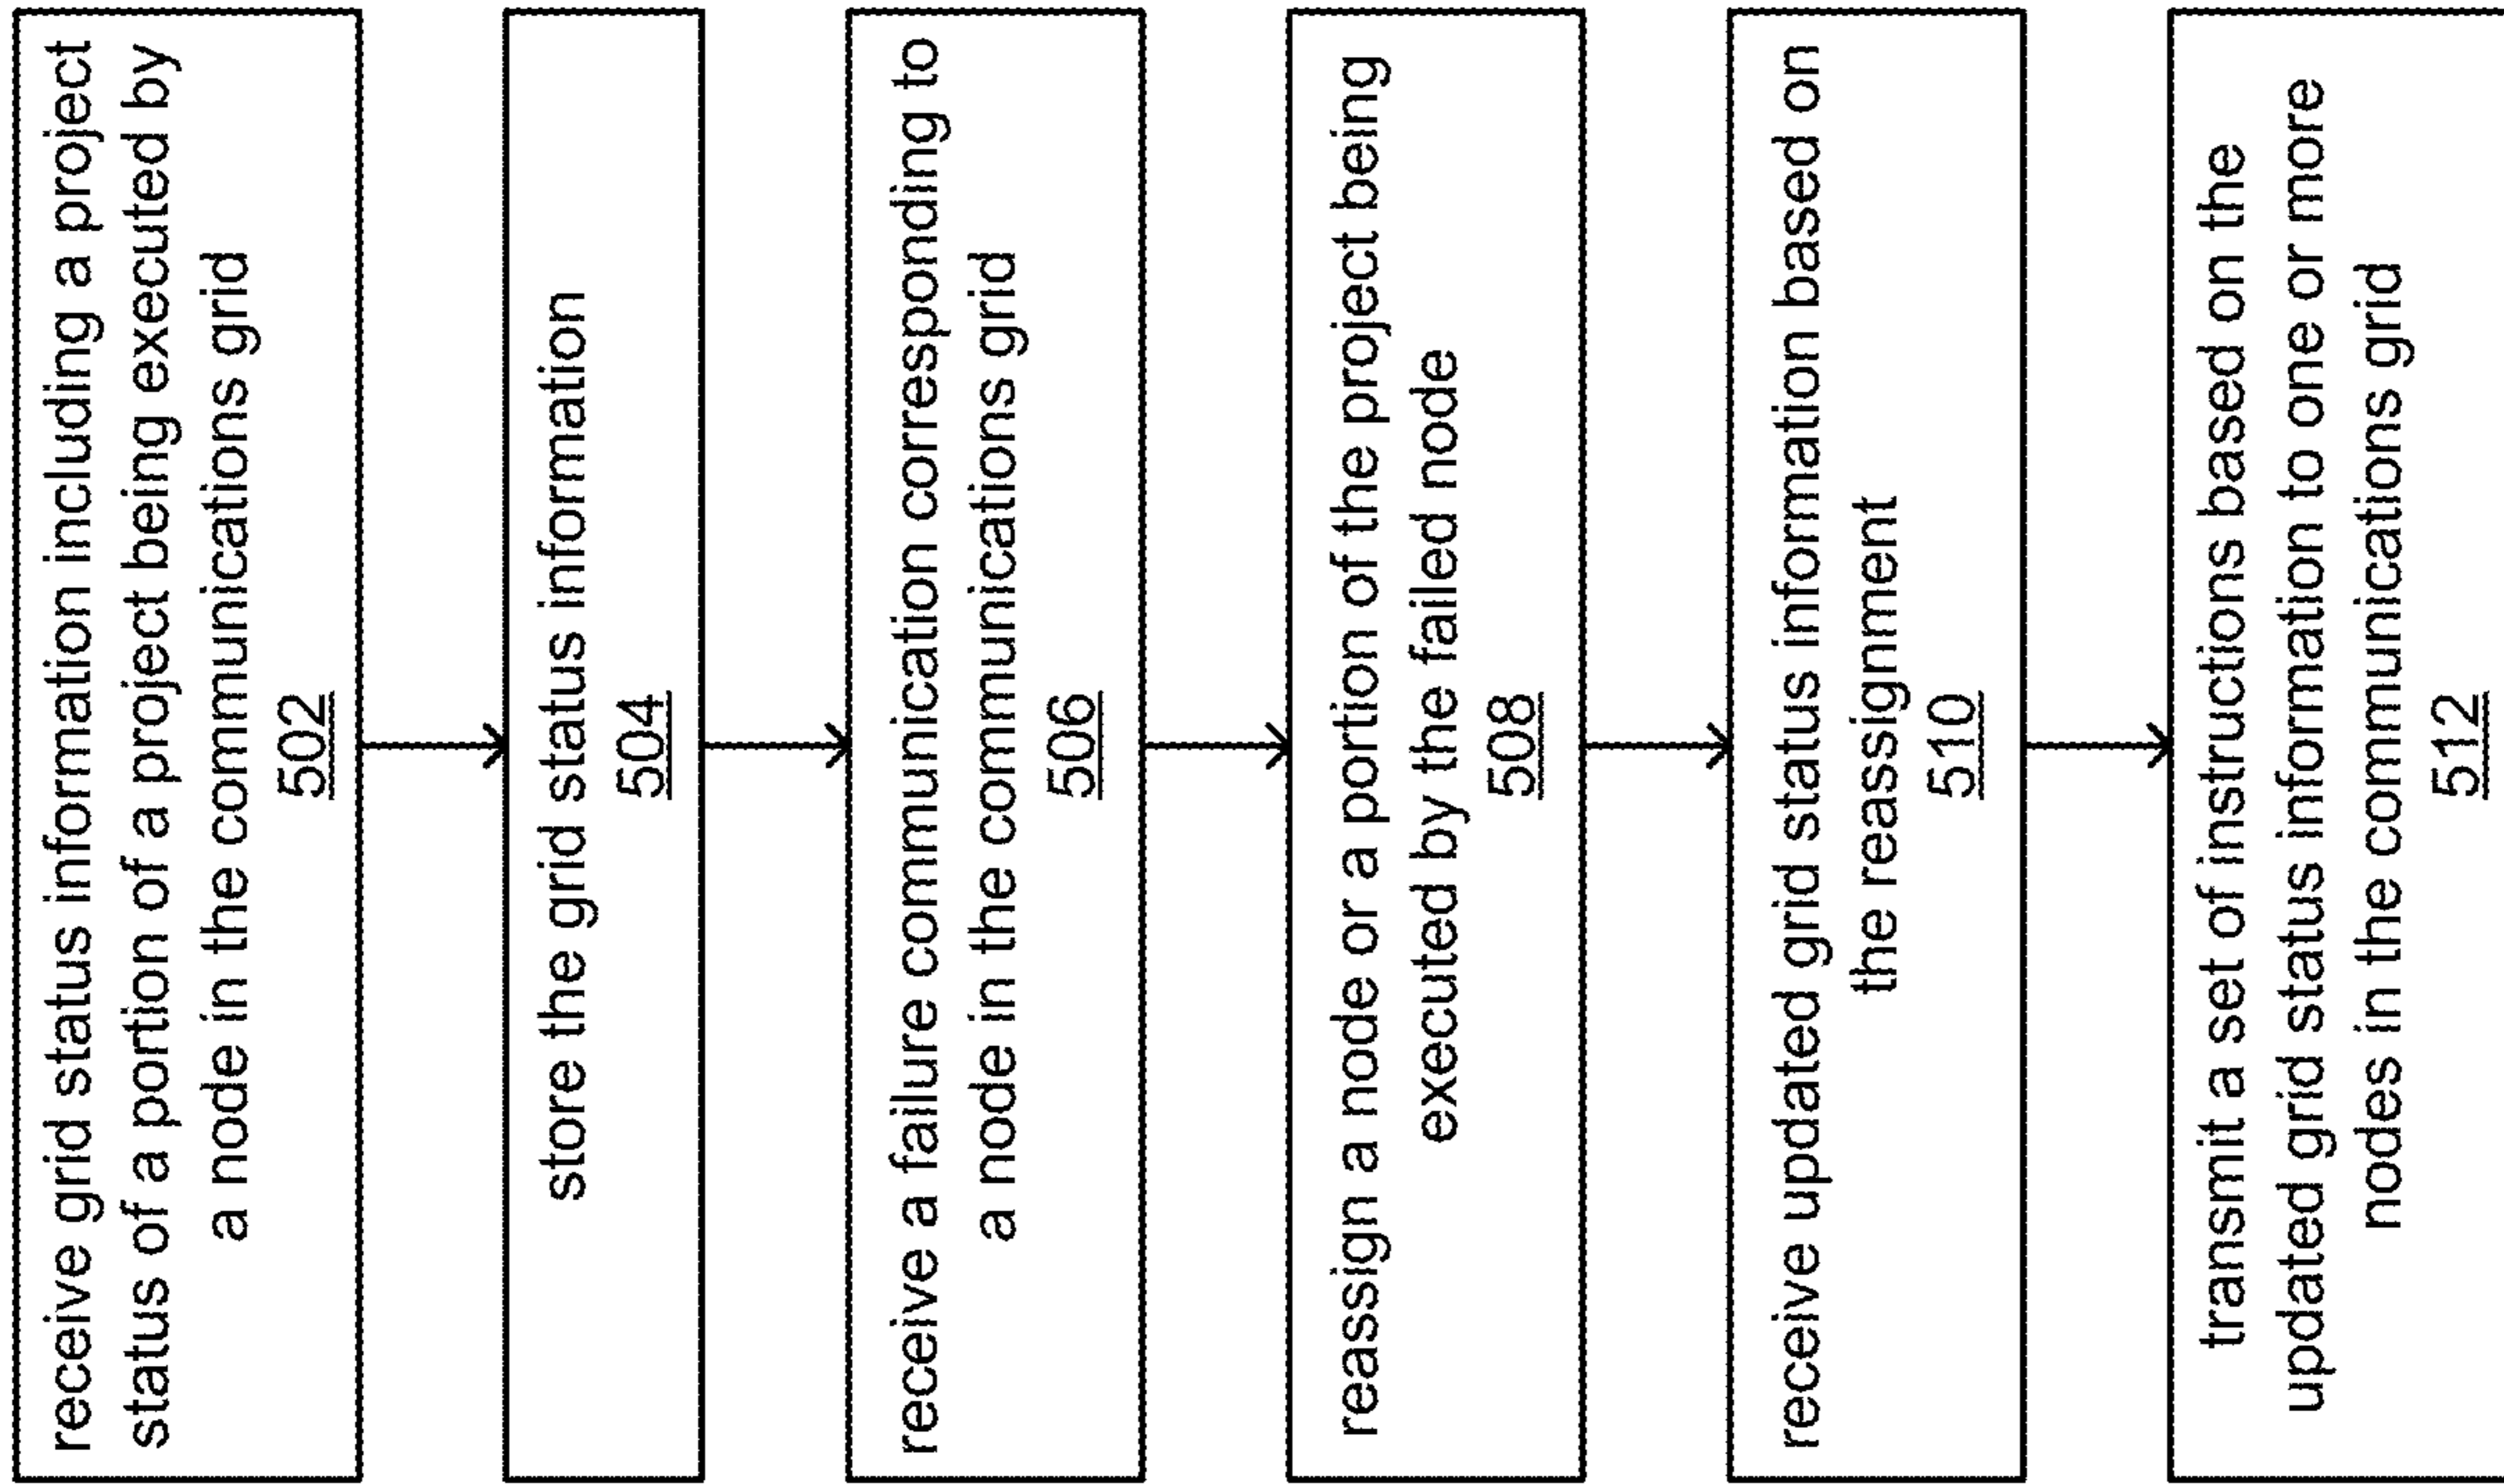 receive grid status information including a project
status of a portion of a project being executed by
a node in the communications grid
502
store the grid status information
504
receive a failure communication corresponding to
a node in the communications grid
506
reassign a node or a portion of the project being
executed by the failed node
508
receive updated grid status information based on
the reassignment
510
transmit a set of instructions based on the
updated grid status information to one or more
nodes in the communications grid
512